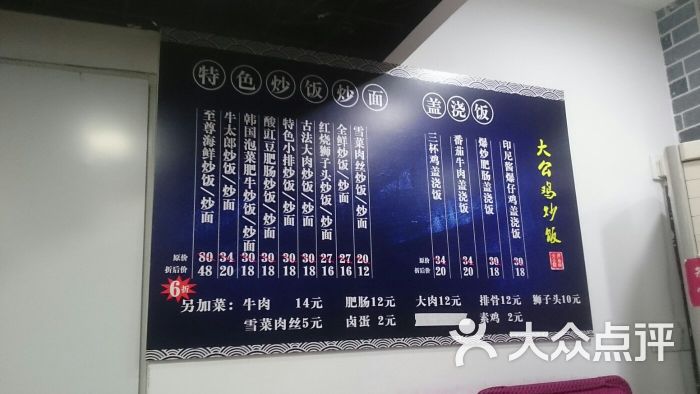 特色炒饭炒面
至尊海鲜炒饭/炒面
牛太郎炒饭/炒面
韩国泡菜肥牛炒饭/炒面
酸豇豆肥肠炒饭/炒面
特色小排炒饭/炒面
古法大肉炒饭/炒面
红烧狮子头炒饭/炒面
全鲜炒饭/炒面
雪菜肉丝炒饭/炒面
原价 80 34 30 30 30 30 27 27 20
折后价 48 20 18 18 18 18 16 16 12
盖浇饭
三杯鸡盖浇饭
番茄牛肉盖浇饭
爆炒肥肠盖浇饭
印尼酱爆仔鸡盖浇饭
原价 34 34 30 30
折后价 20 20 18 18
大公鸡炒饭
6折
另加菜：牛肉 14元 肥肠12元 大肉12元 排骨12元 狮子头10元
雪菜肉丝5元 卤蛋 2元 素鸡 2元
大众点评